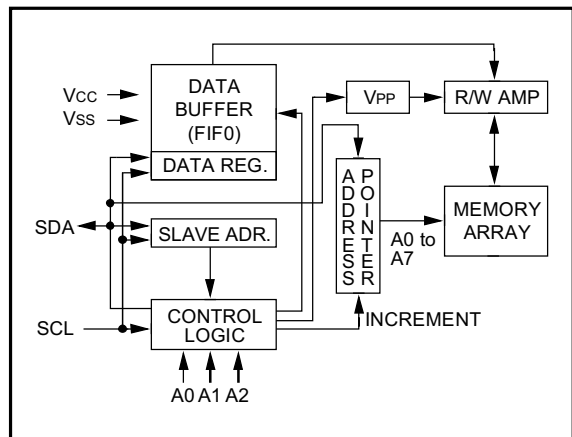 DATA
BUFFER
(FIF0)
DATA REG.
VCC
VSS
VPP
R/W AMP
ADDRESS
POINTER
MEMORY
ARRAY
A0 to
A7
SDA
SLAVE ADR.
SCL
CONTROL
LOGIC
INCREMENT
A0 A1 A2